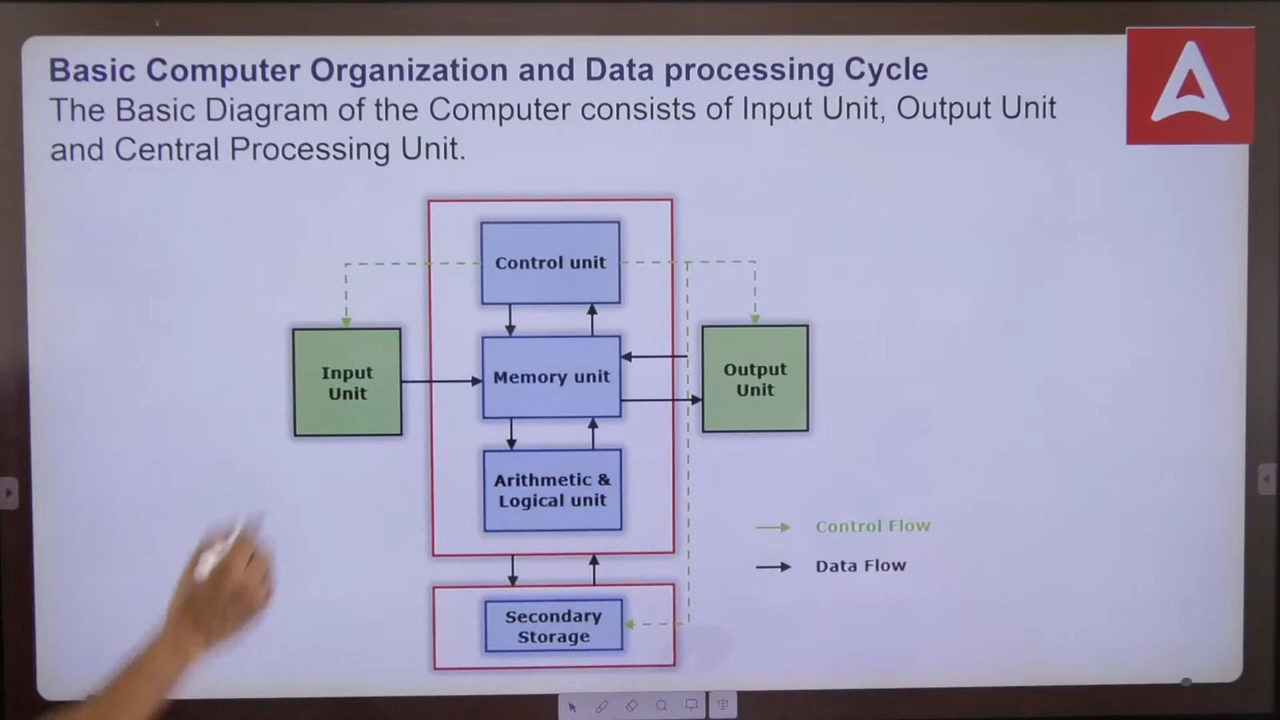 Basic Computer Organization and Data processing Cycle
The Basic Diagram of the Computer consists of Input Unit, Output Unit
and Central Processing Unit.
Control unit
Input
Unit
Memory unit
Output
Unit
Arithmetic &
Logical unit
Control Flow
Data Flow
Secondary
Storage